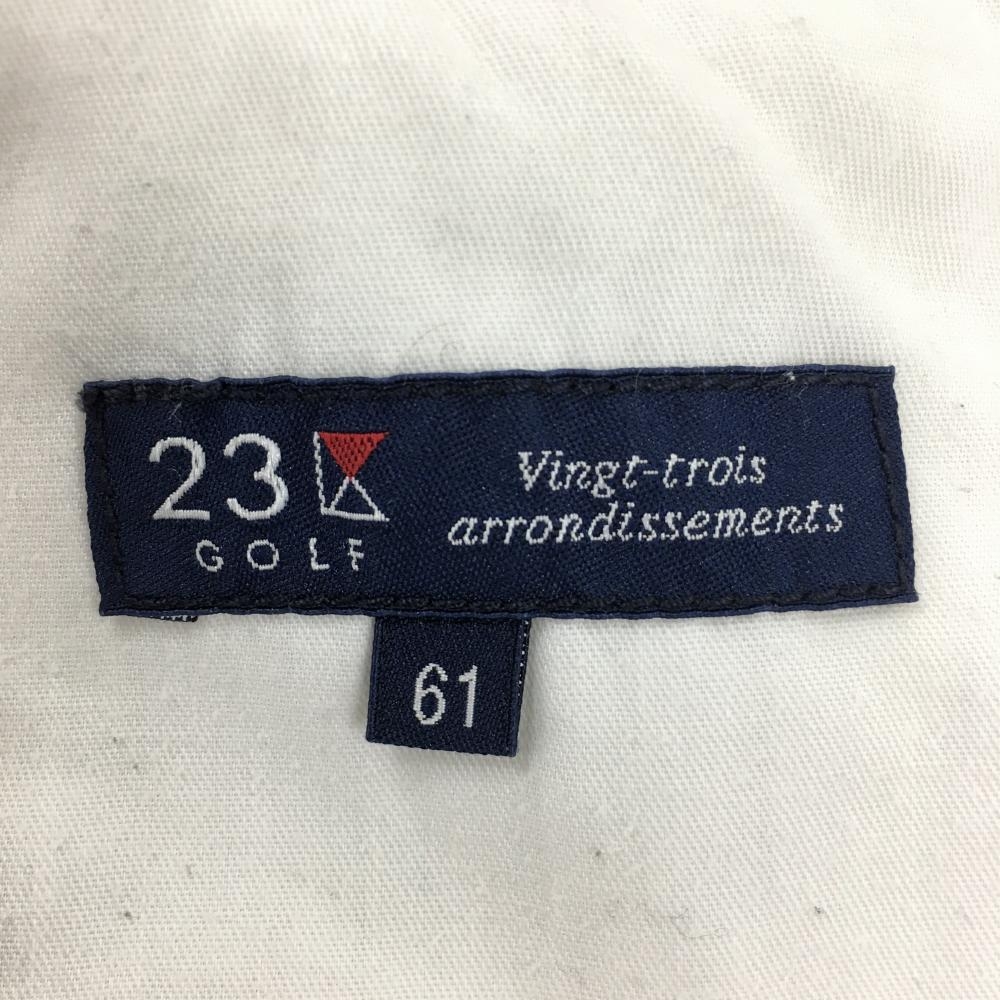 23
GOLF
Vingt-trois
arrondissements
61